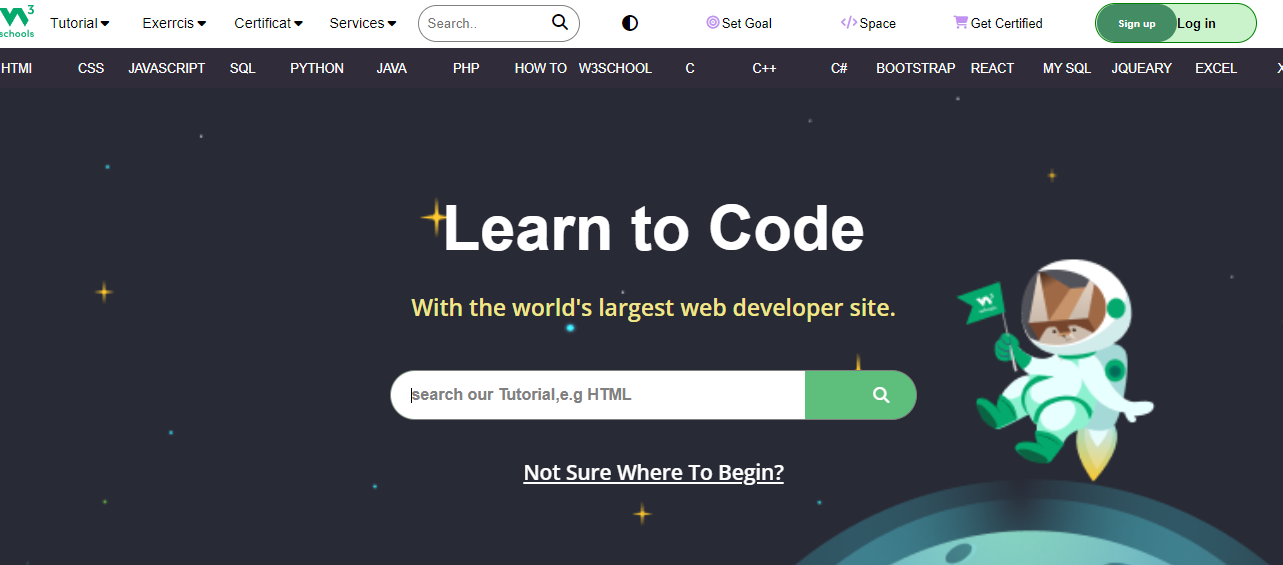 W3 schools Tutorial Exerrcis Certificat Services Search.. Set Goal </> Space Get Certified Sign up Log in
HTMl CSS JAVASCRIPT SQL PYTHON JAVA PHP HOW TO W3SCHOOL C C++ C# BOOTSTRAP REACT MY SQL JQUEARY EXCEL X
Learn to Code
With the world's largest web developer site.
search our Tutorial,e.g HTML
Not Sure Where To Begin?